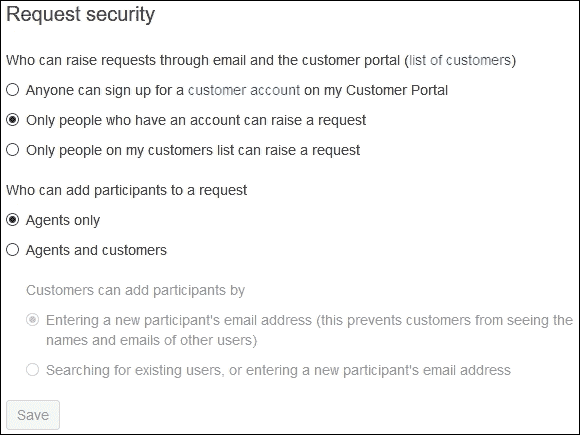 Request security
Who can raise requests through email and the customer portal (list of customers)
Anyone can sign up for a customer account on my Customer Portal
Only people who have an account can raise a request
Only people on my customers list can raise a request
Who can add participants to a request
Agents only
Agents and customers
Customers can add participants by
Entering a new participant's email address (this prevents customers from seeing the
names and emails of other users)
Searching for existing users, or entering a new participant's email address
Save